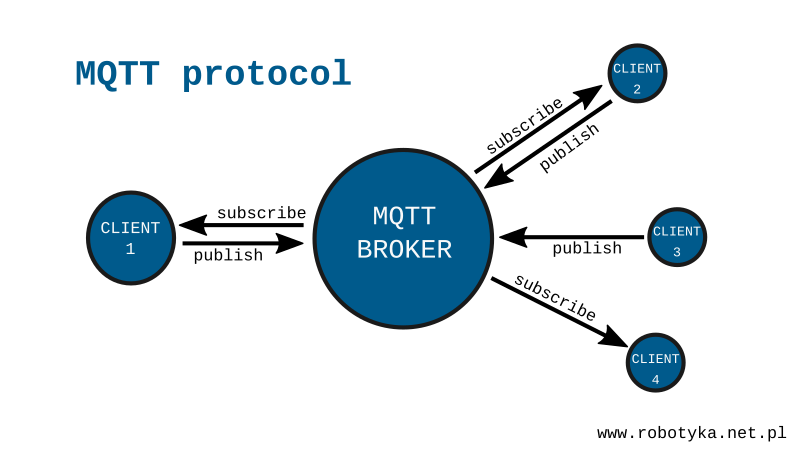 MQTT protocol
CLIENT
2
subscribe
publish
CLIENT
1
subscribe
publish
MQTT
BROKER
publish
CLIENT
3
subscribe
CLIENT
4
www.robotyka.net.pl